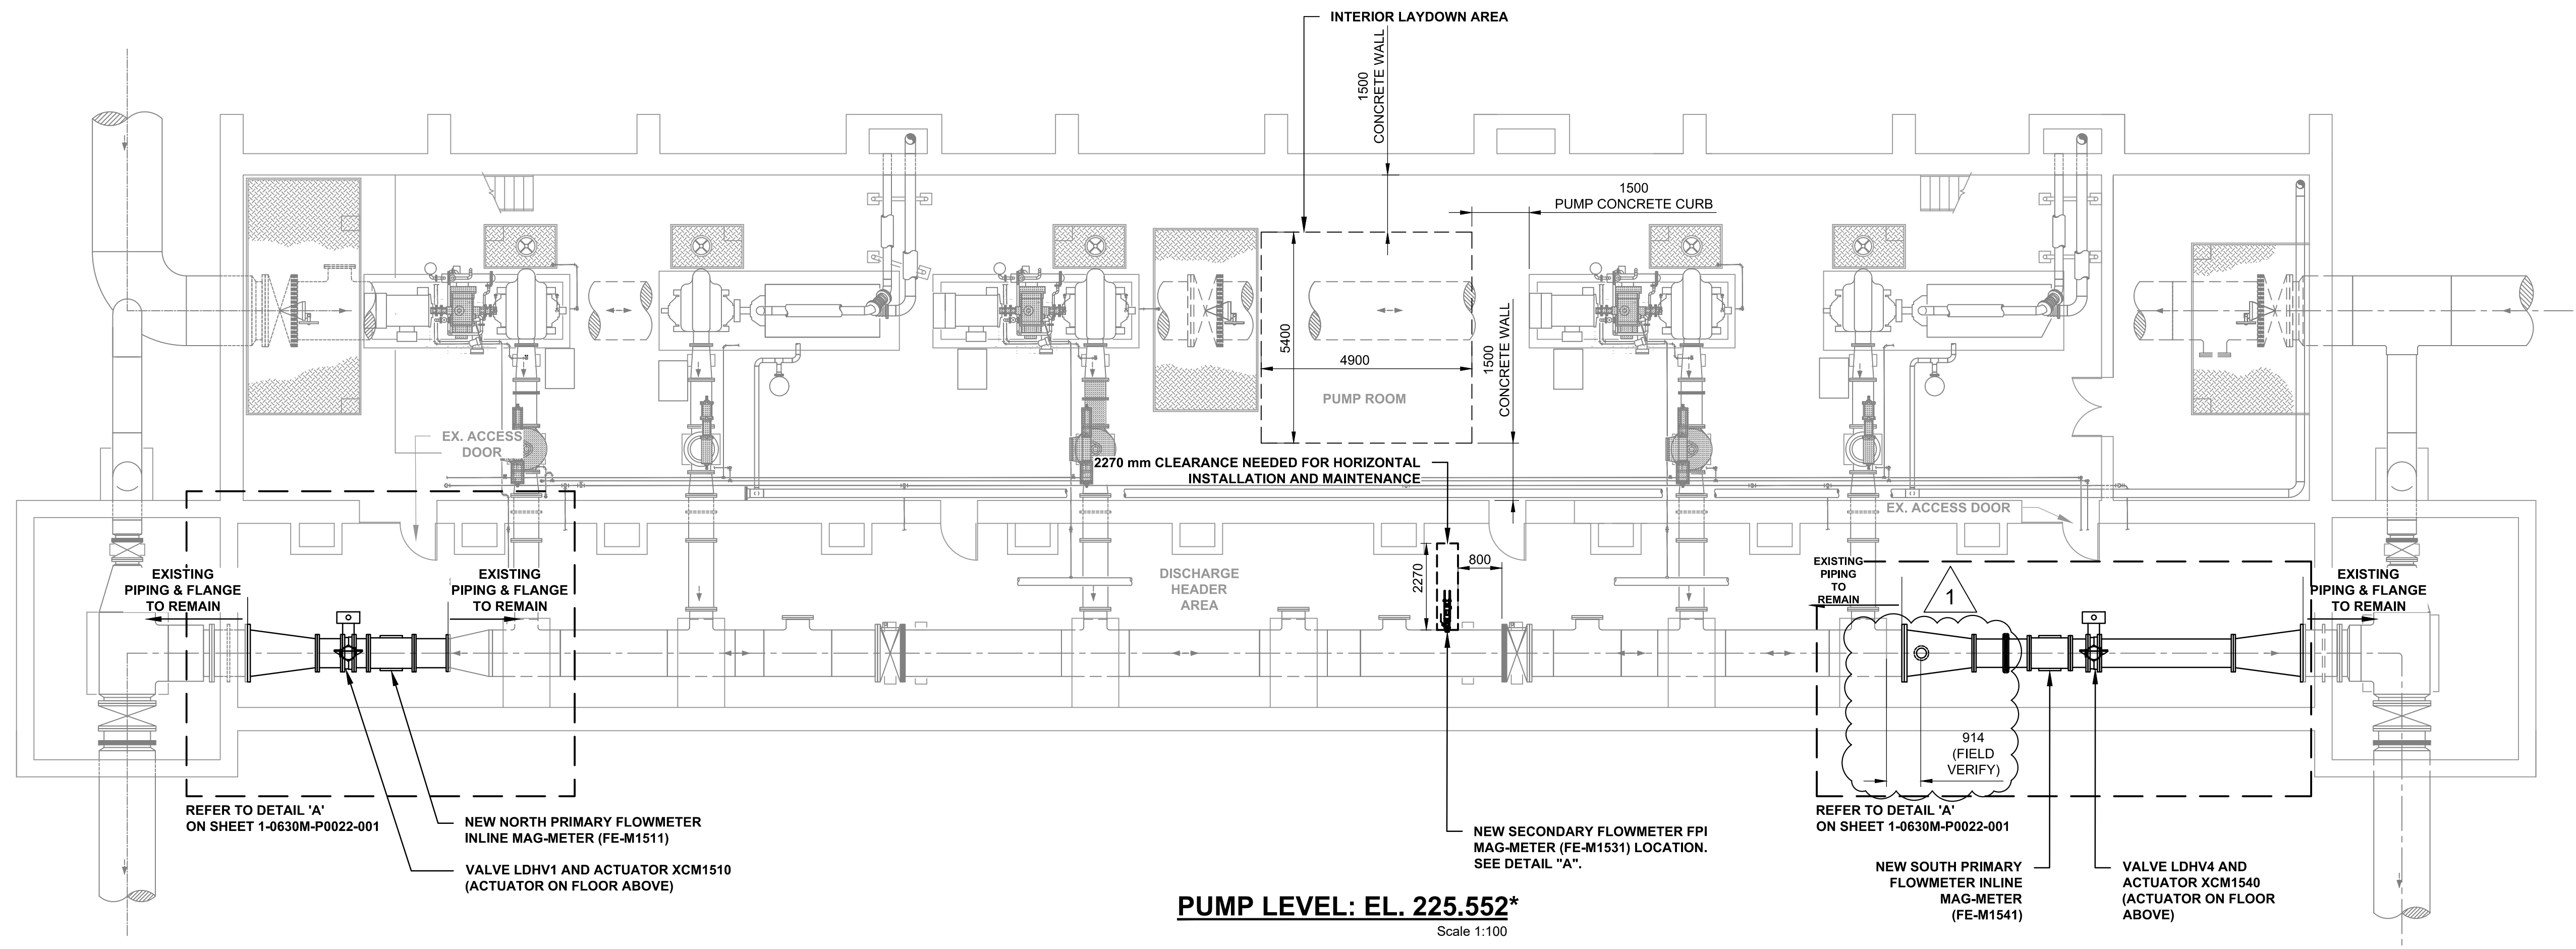 INTERIOR LAYDOWN AREA
1500
CONCRETE WALL
1500
PUMP CONCRETE CURB
5400
4900
1500
CONCRETE WALL
PUMP ROOM
EX. ACCESS
DOOR
2270 mm CLEARANCE NEEDED FOR HORIZONTAL
INSTALLATION AND MAINTENANCE
EX. ACCESS DOOR
EXISTING
PIPING & FLANGE
TO REMAIN
EXISTING
PIPING & FLANGE
TO REMAIN
DISCHARGE
HEADER
AREA
2270
800
EXISTING
PIPING
TO
REMAIN
1
EXISTING
PIPING & FLANGE
TO REMAIN
914
(FIELD
VERIFY)
REFER TO DETAIL 'A'
ON SHEET 1-0630M-P0022-001
NEW NORTH PRIMARY FLOWMETER
INLINE MAG-METER (FE-M1511)
VALVE LDHV1 AND ACTUATOR XCM1510
(ACTUATOR ON FLOOR ABOVE)
NEW SECONDARY FLOWMETER FPI
MAG-METER (FE-M1531) LOCATION.
SEE DETAIL "A".
REFER TO DETAIL 'A'
ON SHEET 1-0630M-P0022-001
NEW SOUTH PRIMARY
FLOWMETER INLINE
MAG-METER
(FE-M1541)
VALVE LDHV4 AND
ACTUATOR XCM1540
(ACTUATOR ON FLOOR
ABOVE)
PUMP LEVEL: EL. 225.552*
Scale 1:100